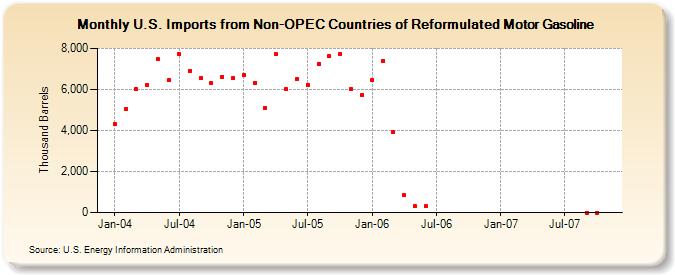 Monthly U.S. Imports from Non-OPEC Countries of Reformulated Motor Gasoline
Thousand Barrels
8,000
6,000
4,000
2,000
0
Jan-04 Jul-04 Jan-05 Jul-05 Jan-06 Jul-06 Jan-07 Jul-07
Source: U.S. Energy Information Administration